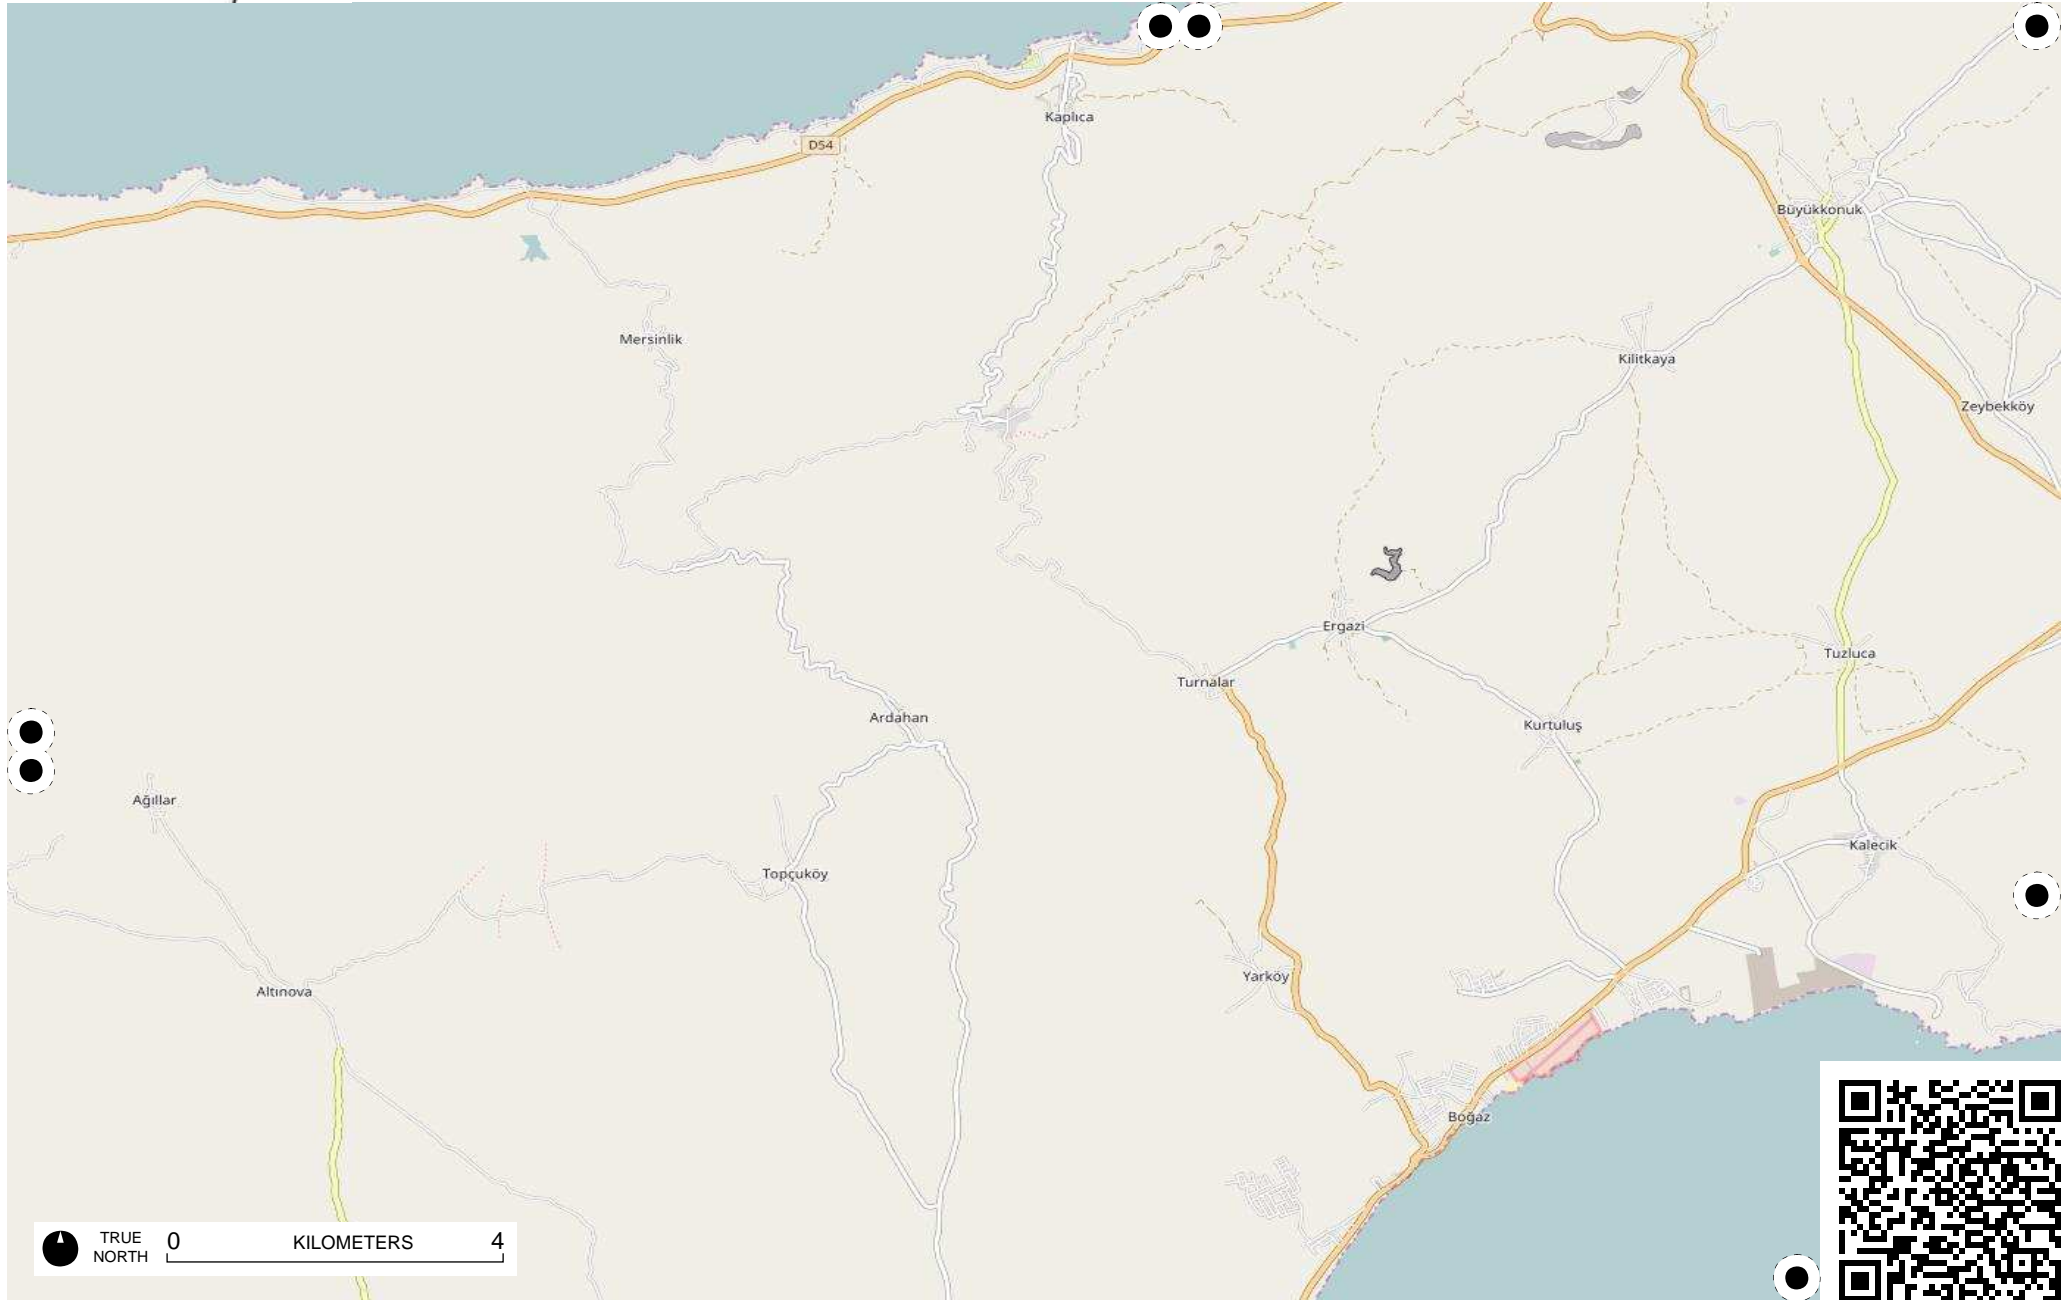 Kaplıca
D54
Büyükkonuk
Mersinlik
Kilitkaya
Zeybekköy
Ergazi
Tuzluca
Turnalar
Ardahan
Kurtuluş
Ağıllar
Kalecik
Topçuköy
Yarköy
Altınova
Boğaz
TRUE NORTH
0 KILOMETERS 4